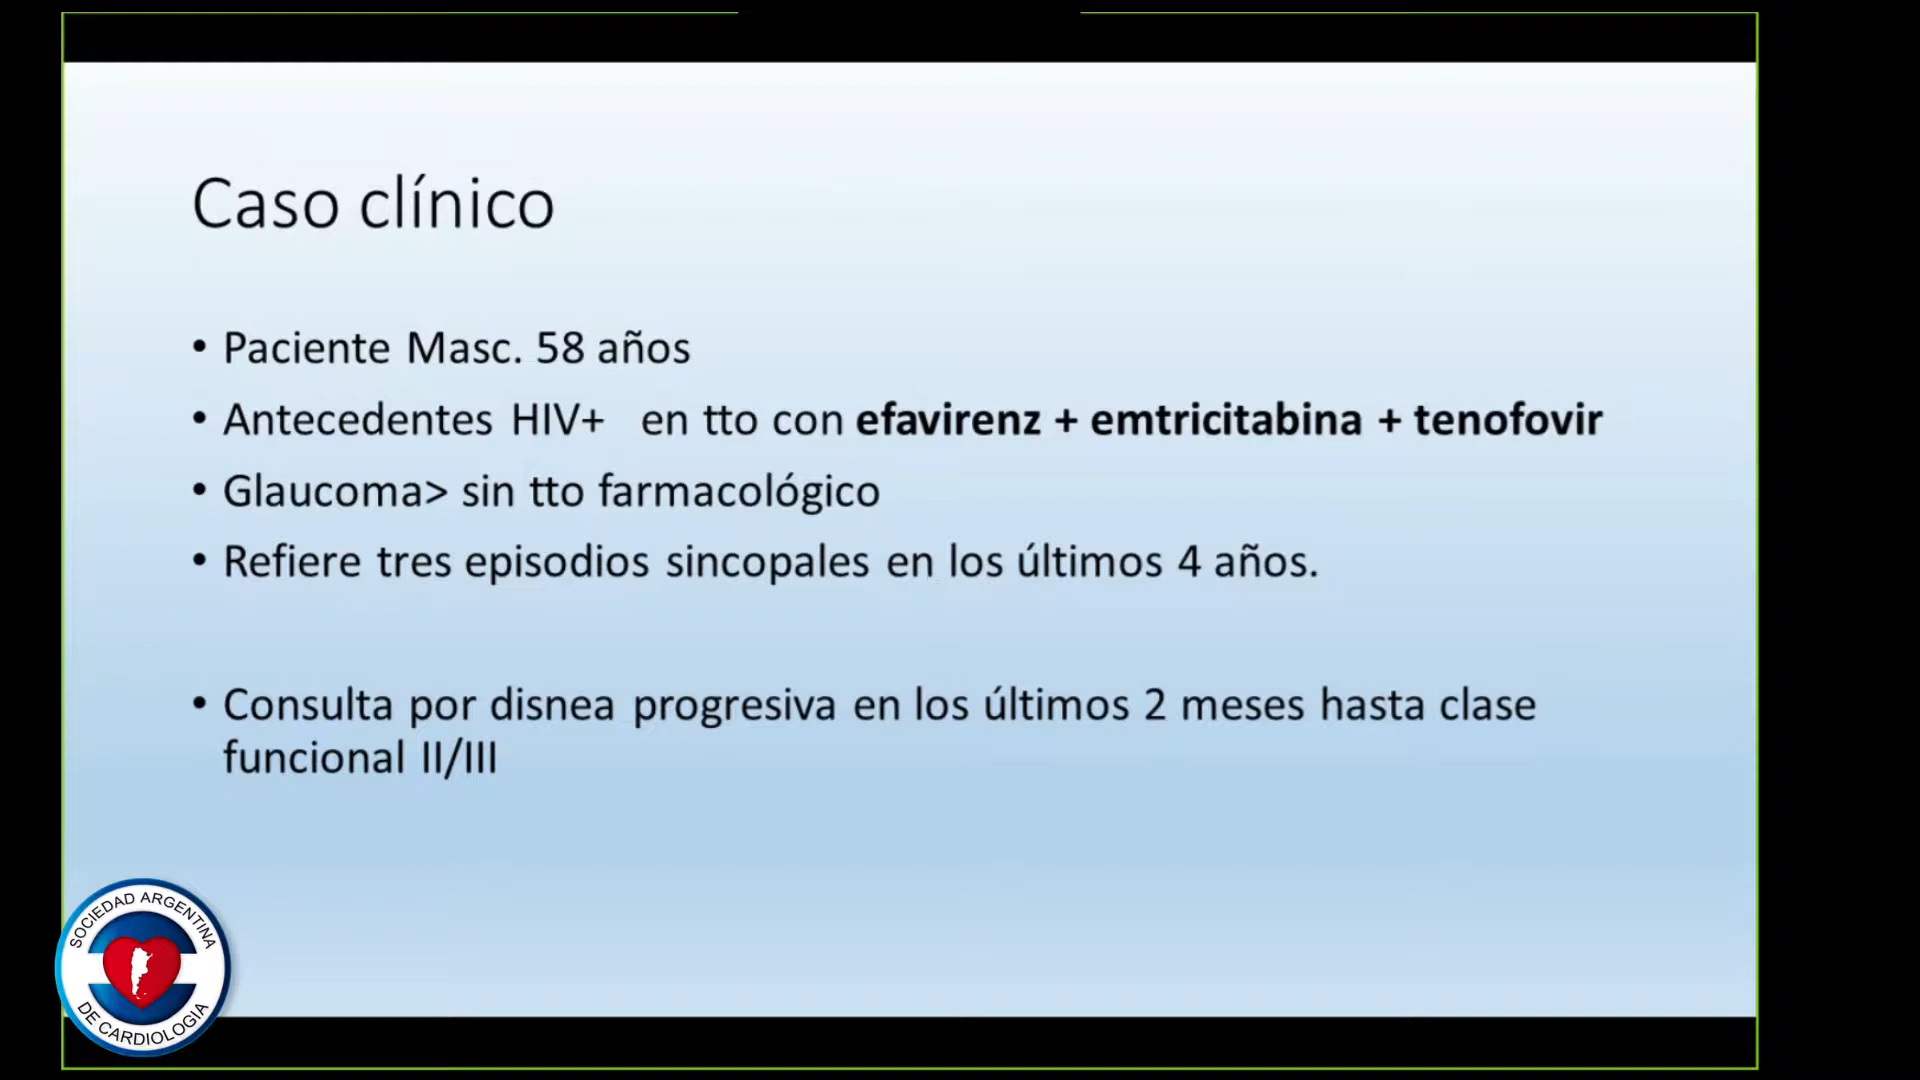 Caso clínico
• Paciente Masc. 58 años
• Antecedentes HIV+ en tto con efavirenz + emtricitabina + tenofovir
• Glaucoma> sin tto farmacológico
• Refiere tres episodios sincopales en los últimos 4 años.
• Consulta por disnea progresiva en los últimos 2 meses hasta clase
funcional II/III
SOCIEDAD ARGENTINA
DE CARDIOLOGIA